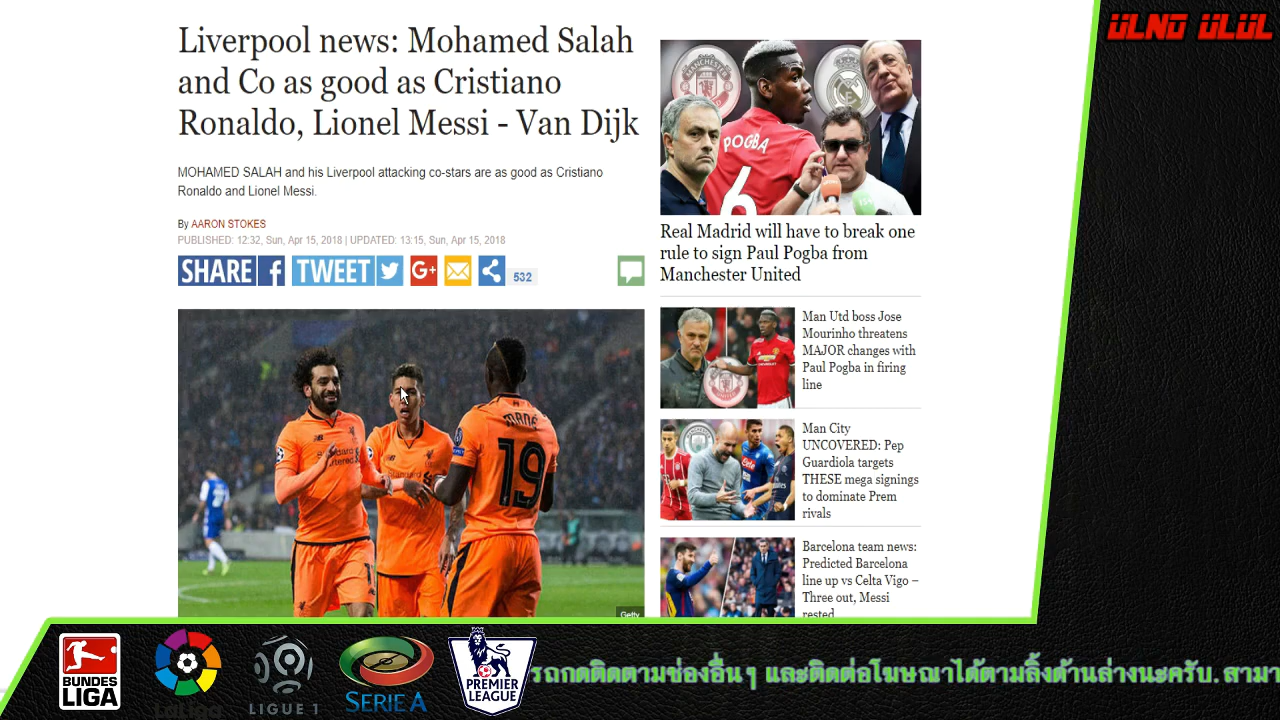 Liverpool news: Mohamed Salah
and Co as good as Cristiano
Ronaldo, Lionel Messi - Van Dijk
MOHAMED SALAH and his Liverpool attacking co-stars are as good as Cristiano
Ronaldo and Lionel Messi.
By AARON STOKES
PUBLISHED: 12:32, Sun, Apr 15, 2018 | UPDATED: 13:15, Sun, Apr 15, 2018
SHARE TWEET G+ 532
MANÉ
19
Getty
POGBA
6
Real Madrid will have to break one
rule to sign Paul Pogba from
Manchester United
Man Utd boss Jose
Mourinho threatens
MAJOR changes with
Paul Pogba in firing
line
Man City
UNCOVERED: Pep
Guardiola targets
THESE mega signings
to dominate Prem
rivals
Barcelona team news:
Predicted Barcelona
line up vs Celta Vigo –
Three out, Messi
rested
BUNDES
LIGA
LaLiga
LIGUE 1
SERIE A
PREMIER
LEAGUE
รถกดติดตามช่องอื่นๆ และติดต่อโฆษณาได้ตามลิ้งด้านล่างนะครับ. สามา